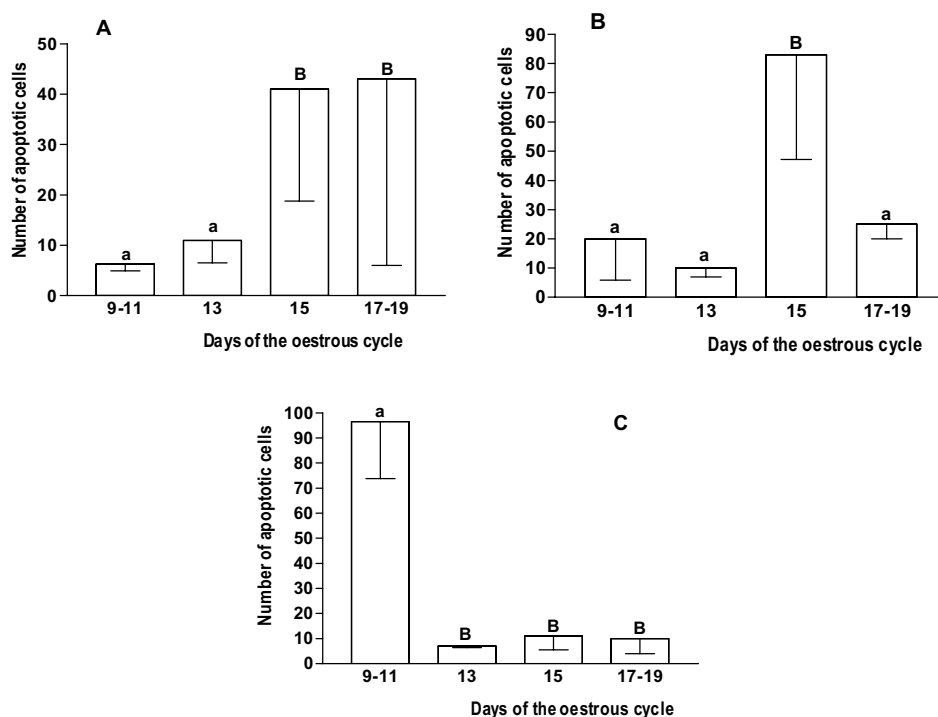 A
Number of apoptotic cells
50
40
30
20
10
0
a
a
B
B
9-11 13 15 17-19
Days of the oestrous cycle
B
Number of apoptotic cells
90
80
70
60
50
40
30
20
10
0
a
a
B
a
9-11 13 15 17-19
Days of the oestrous cycle
C
Number of apoptotic cells
100
90
80
70
60
50
40
30
20
10
0
a
B
B
B
9-11 13 15 17-19
Days of the oestrous cycle